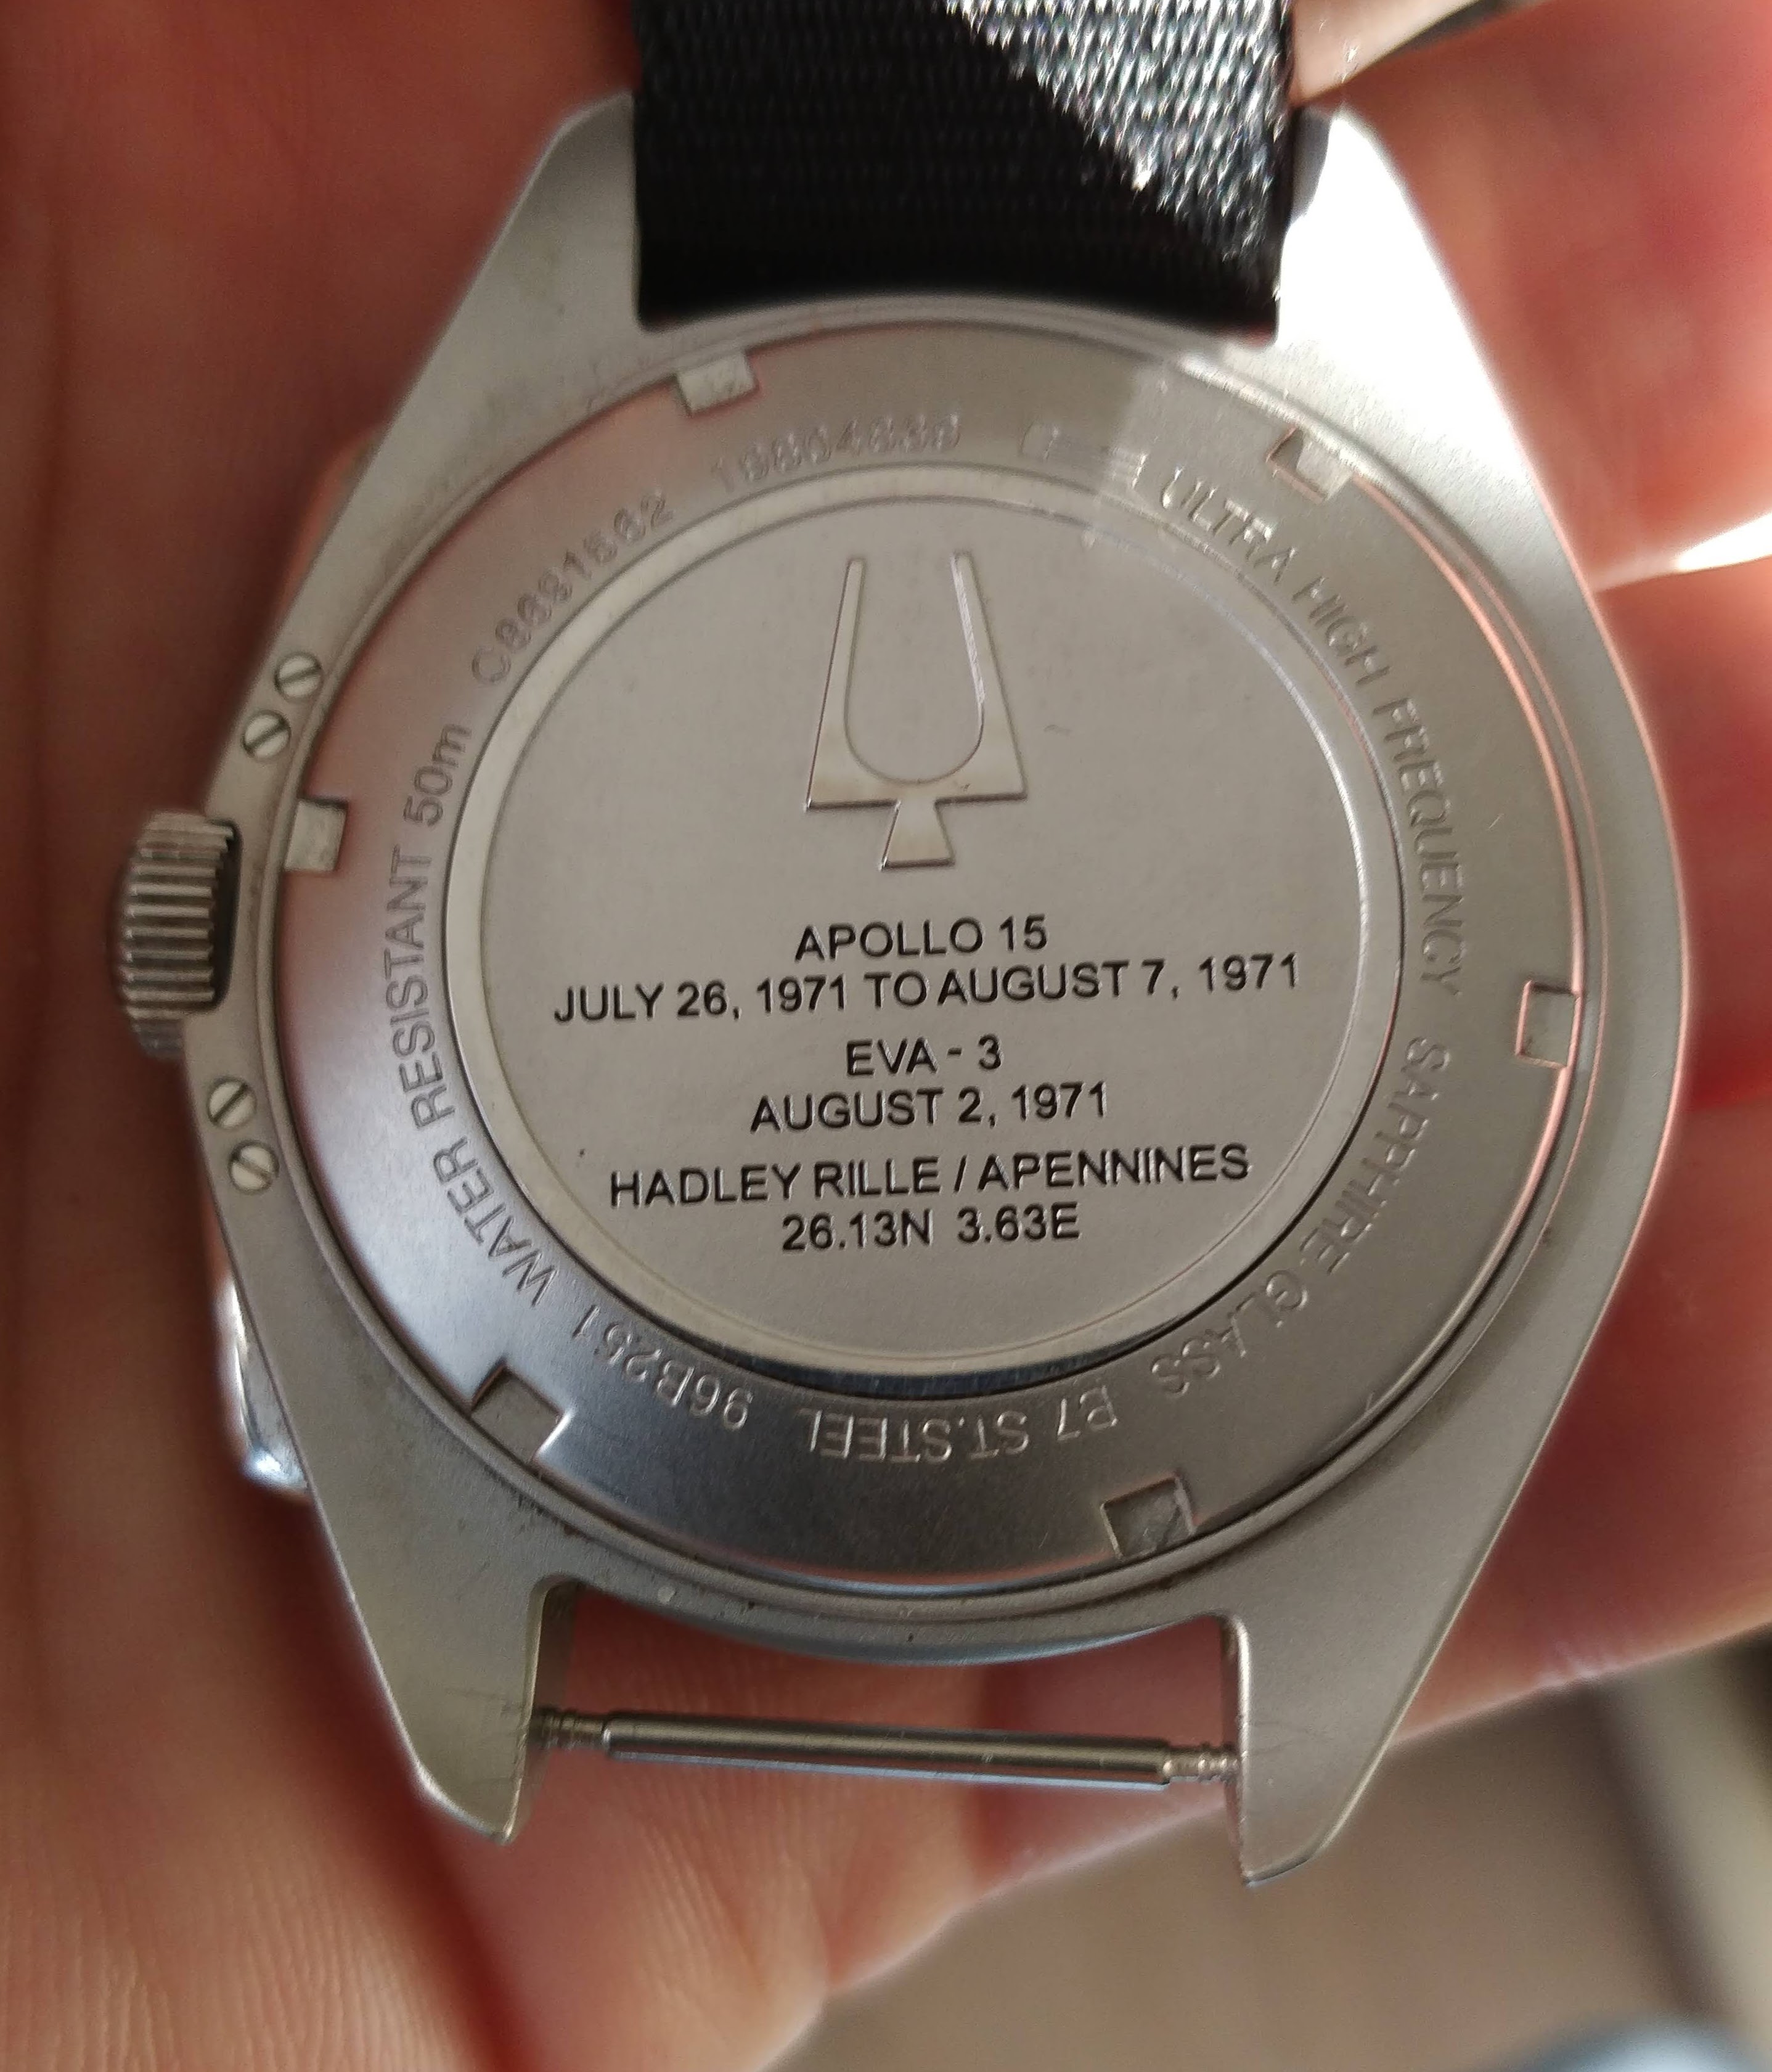 APOLLO 15
JULY 26, 1971 TO AUGUST 7, 1971
EVA - 3
AUGUST 2, 1971
HADLEY RILLE / APENNINES
26.13N 3.63E
ULTRA HIGH FREQUENCY SAPPHIRE GLASS B7 ST.STEEL 96B251 WATER RESISTANT 50m